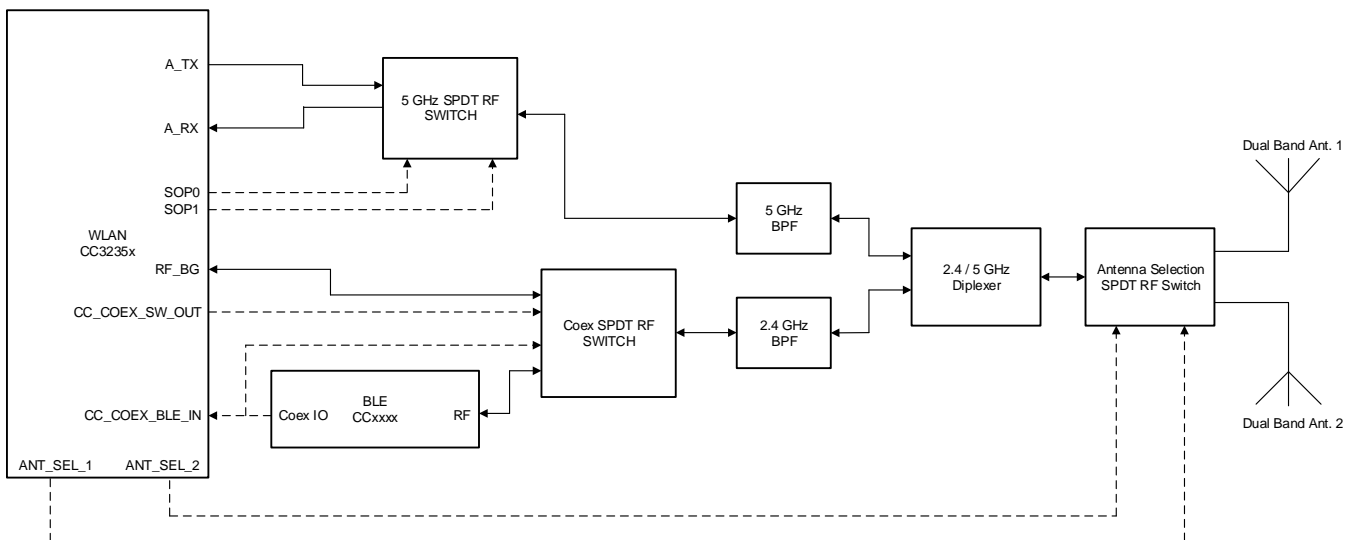 A_TX
A_RX
SOP0
SOP1
WLAN
CC3235x
RF_BG
CC_COEX_SW_OUT
CC_COEX_BLE_IN
ANT_SEL_1
ANT_SEL_2
5 GHz SPDT RF
SWITCH
Coex SPDT RF
SWITCH
Coex IO
BLE
CCxxxx
RF
5 GHz
BPF
2.4 GHz
BPF
2.4 / 5 GHz
Diplexer
Antenna Selection
SPDT RF Switch
Dual Band Ant. 1
Dual Band Ant. 2